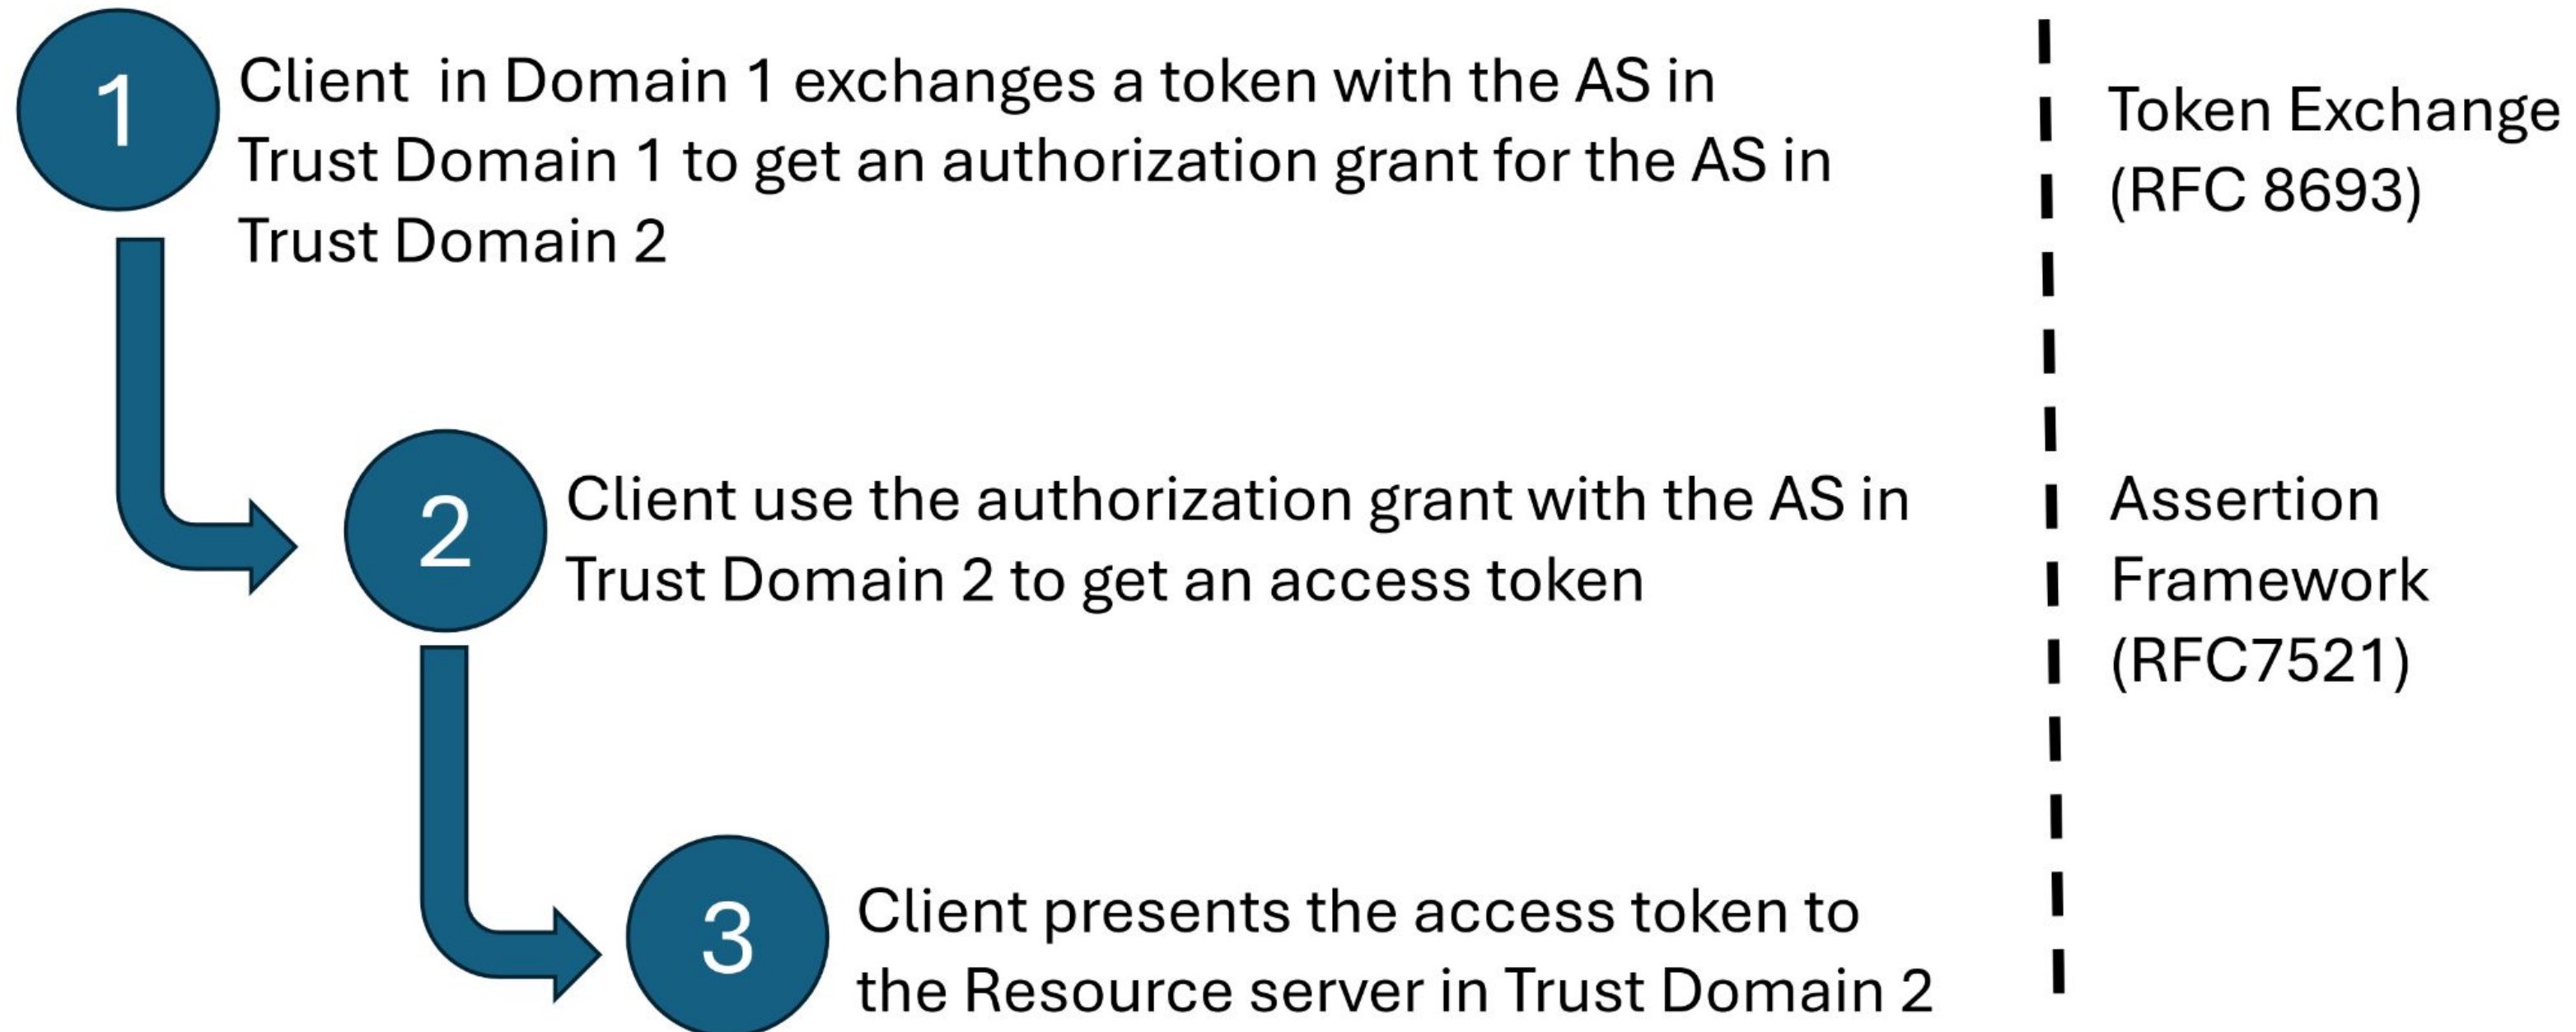 1
Client in Domain 1 exchanges a token with the AS in
Trust Domain 1 to get an authorization grant for the AS in
Trust Domain 2
Token Exchange
(RFC 8693)
2
Client use the authorization grant with the AS in
Trust Domain 2 to get an access token
Assertion
Framework
(RFC7521)
3
Client presents the access token to
the Resource server in Trust Domain 2